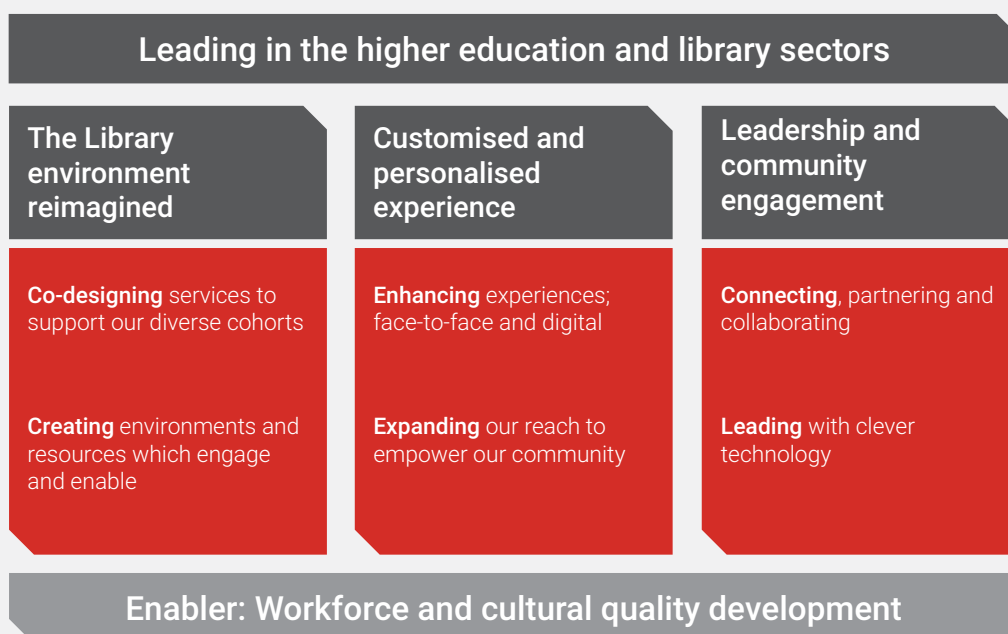 Leading in the higher education and library sectors
The Library
environment
reimagined
Co-designing services to
support our diverse cohorts
Creating environments and
resources which engage
and enable
Customised and
personalised
experience
Enhancing experiences;
face-to-face and digital
Expanding our reach to
empower our community
Leadership and
community
engagement
Connecting, partnering and
collaborating
Leading with clever
technology
Enabler: Workforce and cultural quality development